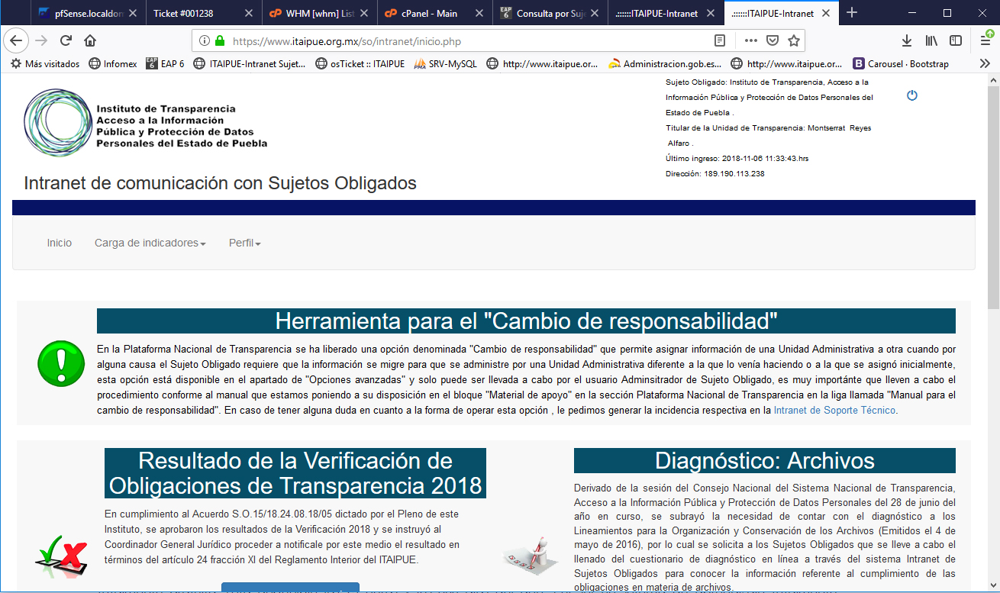 pfSense.localdon
Ticket #001238
WHM [whm] List
cPanel - Main
Consulta por Suje
.::::::ITAIPUE-Intranet
.::::::ITAIPUE-Intranet
https://www.itaipue.org.mx/so/intranet/inicio.php
Más visitados
Infomex
EAP 6
ITAIPUE-Intranet Sujet...
osTicket :: ITAIPUE
SRV-MySQL
http://www.itaipue.or...
Administracion.gob.es...
http://www.itaipue.or...
Carousel · Bootstrap
Instituto de Transparencia
Acceso a la Información
Pública y Protección de Datos
Personales del Estado de Puebla
Sujeto Obligado: Instituto de Transparencia, Acceso a la
Información Pública y Protección de Datos Personales del
Estado de Puebla .
Titular de la Unidad de Transparencia: Montserrat Reyes
Alfaro .
Último ingreso: 2018-11-06 11:33:43.hrs
Dirección: 189.190.113.238
Intranet de comunicación con Sujetos Obligados
Inicio
Carga de indicadores
Perfil
Herramienta para el "Cambio de responsabilidad"
En la Plataforma Nacional de Transparencia se ha liberado una opción denominada "Cambio de responsabilidad" que permite asignar información de una Unidad Administrativa a otra cuando por
alguna causa el Sujeto Obligado requiere que la información se migre para que se administre por una Unidad Administrativa diferente a la que lo venía haciendo o a la que se asignó inicialmente,
esta opción está disponible en el apartado de "Opciones avanzadas" y solo puede ser llevada a cabo por el usuario Adminsitrador de Sujeto Obligado, es muy importánte que lleven a cabo el
procedimiento conforme al manual que estamos poniendo a su disposición en el bloque "Material de apoyo" en la sección Plataforma Nacional de Transparencia en la liga llamada "Manual para el
cambio de responsabilidad". En caso de tener alguna duda en cuanto a la forma de operar esta opción , le pedimos generar la incidencia respectiva en la Intranet de Soporte Técnico.
Resultado de la Verificación de
Obligaciones de Transparencia 2018
En cumplimiento al Acuerdo S.O.15/18.24.08.18/05 dictado por el Pleno de este
Instituto, se aprobaron los resultados de la Verificación 2018 y se instruyó al
Coordinador General Jurídico proceder a notificale por este medio el resultado en
términos del artículo 24 fracción XI del Reglamento Interior del ITAIPUE.
Diagnóstico: Archivos
Derivado de la sesión del Consejo Nacional del Sistema Nacional de Transparencia,
Acceso a la Información Pública y Protección de Datos Personales del 28 de junio del
año en curso, se subrayó la necesidad de contar con el diagnóstico a los
Lineamientos para la Organización y Conservación de los Archivos (Emitidos el 4 de
mayo de 2016), por lo cual se solicita a los Sujetos Obligados que se lleve a cabo el
llenado del cuestionario de diagnóstico en línea a través del sistema Intranet de
Sujetos Obligados para conocer la información referente al cumplimiento de las
obligaciones en materia de archivos.